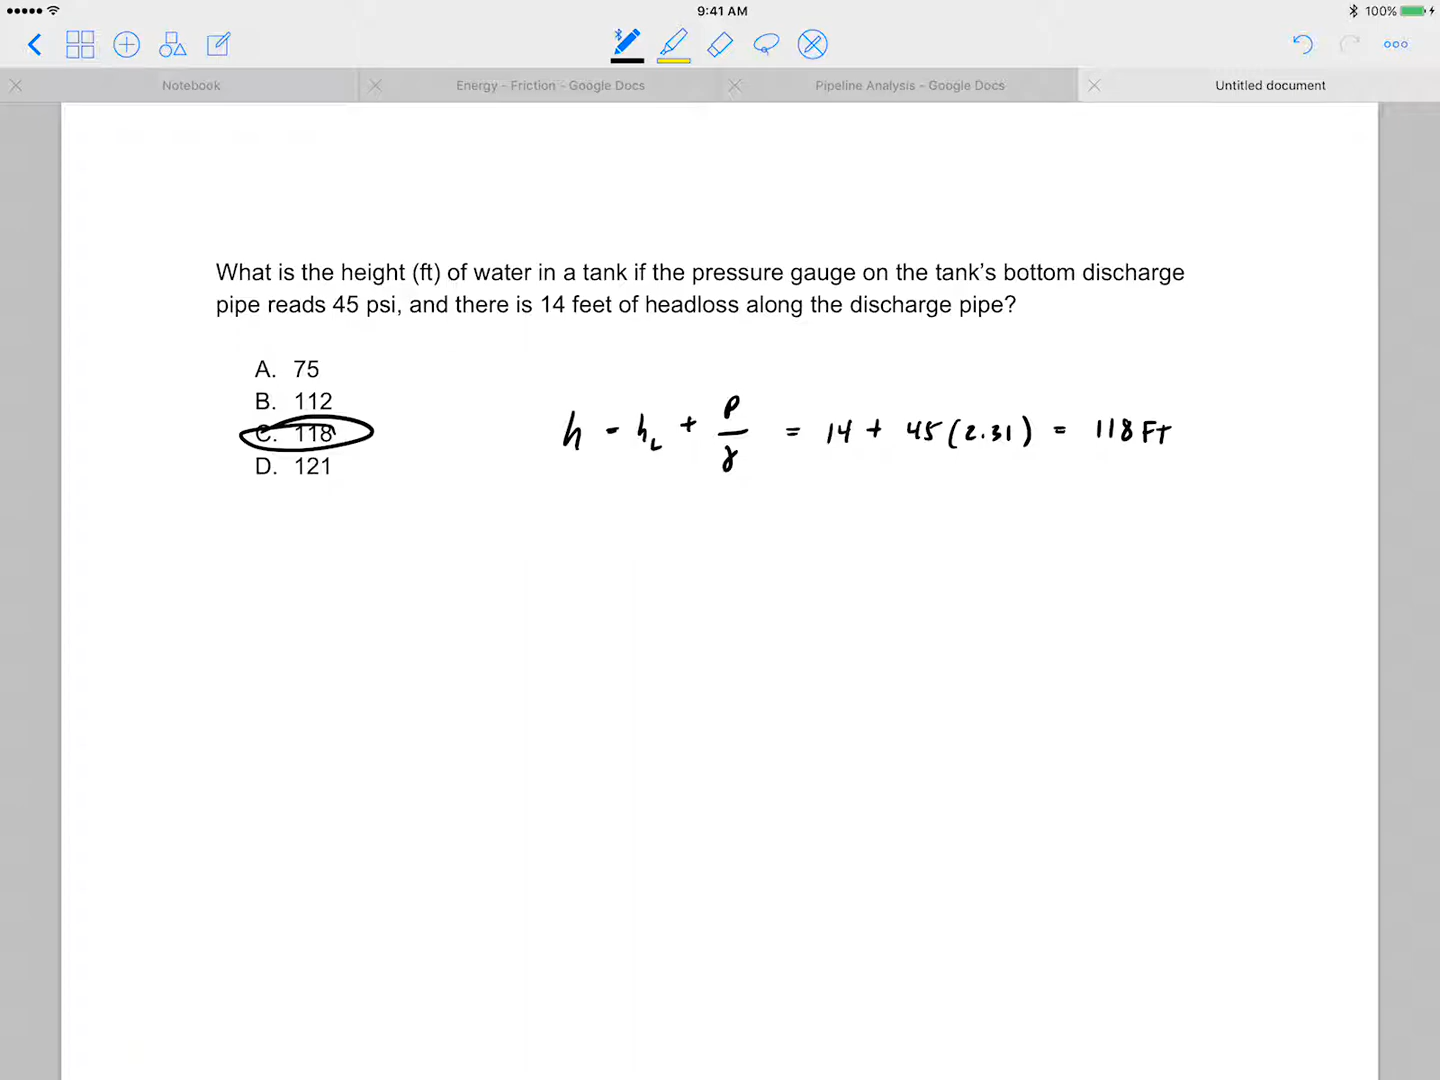 9:41 AM
100%
Notebook
Energy - Friction - Google Docs
Pipeline Analysis - Google Docs
Untitled document
What is the height (ft) of water in a tank if the pressure gauge on the tank's bottom discharge
pipe reads 45 psi, and there is 14 feet of headloss along the discharge pipe?
A. 75
B. 112
C. 118
D. 121
h - h_L + P/γ = 14 + 45(2.31) = 118 FT